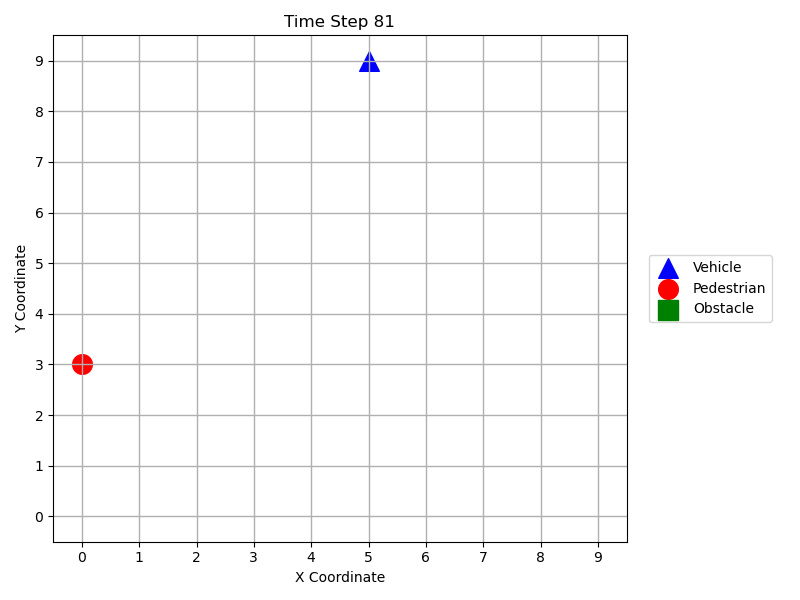 Time Step 81
Y Coordinate
9
8
7
6
5
4
3
2
1
0
0 1 2 3 4 5 6 7 8 9
X Coordinate
Vehicle
Pedestrian
Obstacle